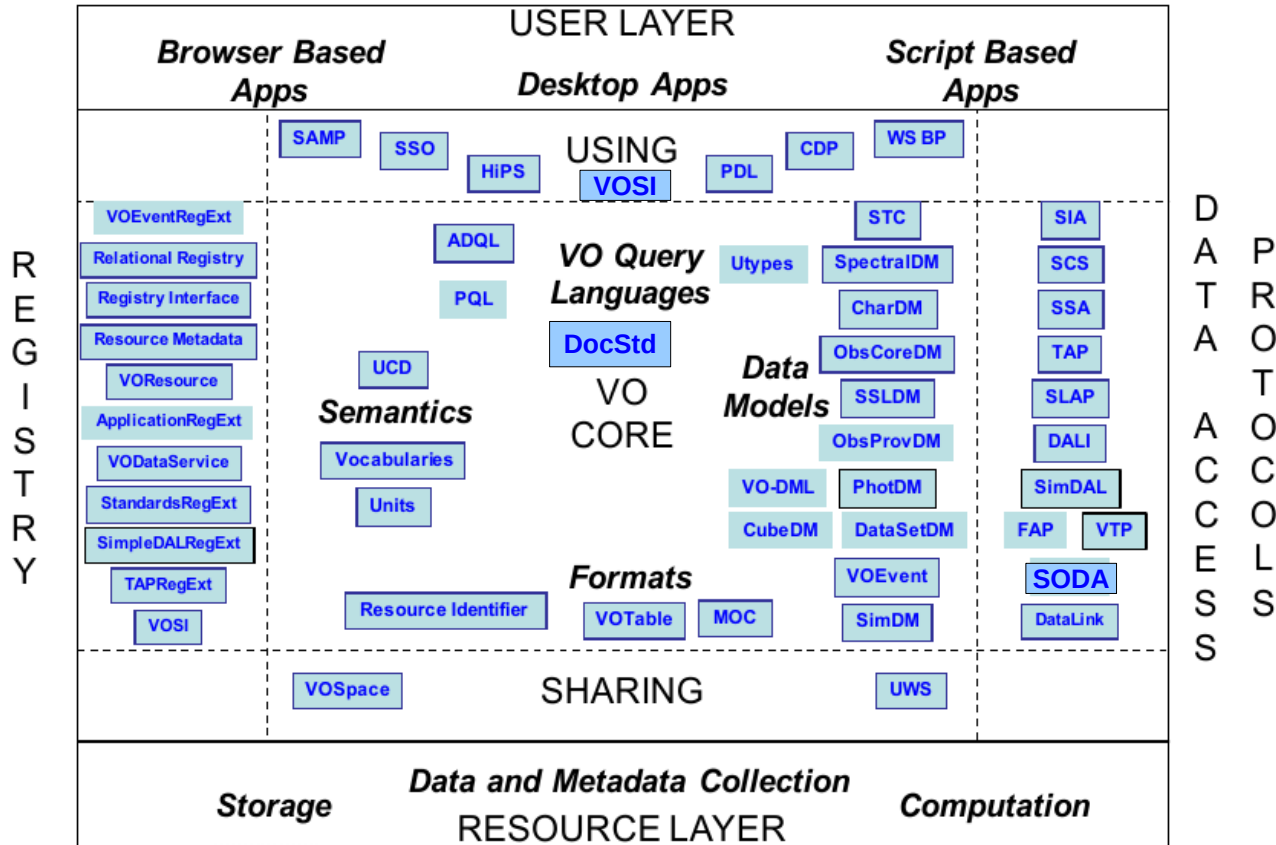 USER LAYER
Browser Based
Apps
Desktop Apps
Script Based
Apps
SAMP
SSO
HiPS
USING
VOSI
PDL
CDP
WS BP
REGISTRY
VOEventRegExt
Relational Registry
Registry Interface
Resource Metadata
VOResource
ApplicationRegExt
VODataService
StandardsRegExt
SimpleDALRegExt
TAPRegExt
VOSI
ADQL
PQL
VO Query
Languages
DocStd
VO
CORE
UCD
Semantics
Vocabularies
Units
Formats
Resource Identifier
VOTable
MOC
Utypes
Data
Models
VO-DML
CubeDM
STC
SpectralDM
CharDM
ObsCoreDM
SSLDM
ObsProvDM
PhotDM
DataSetDM
VOEvent
SimDM
SIA
SCS
SSA
TAP
SLAP
DALI
SimDAL
FAP
VTP
SODA
DataLink
DATA ACCESS
PROTOCOLS
VOSpace
SHARING
UWS
Storage
Data and Metadata Collection
Computation
RESOURCE LAYER